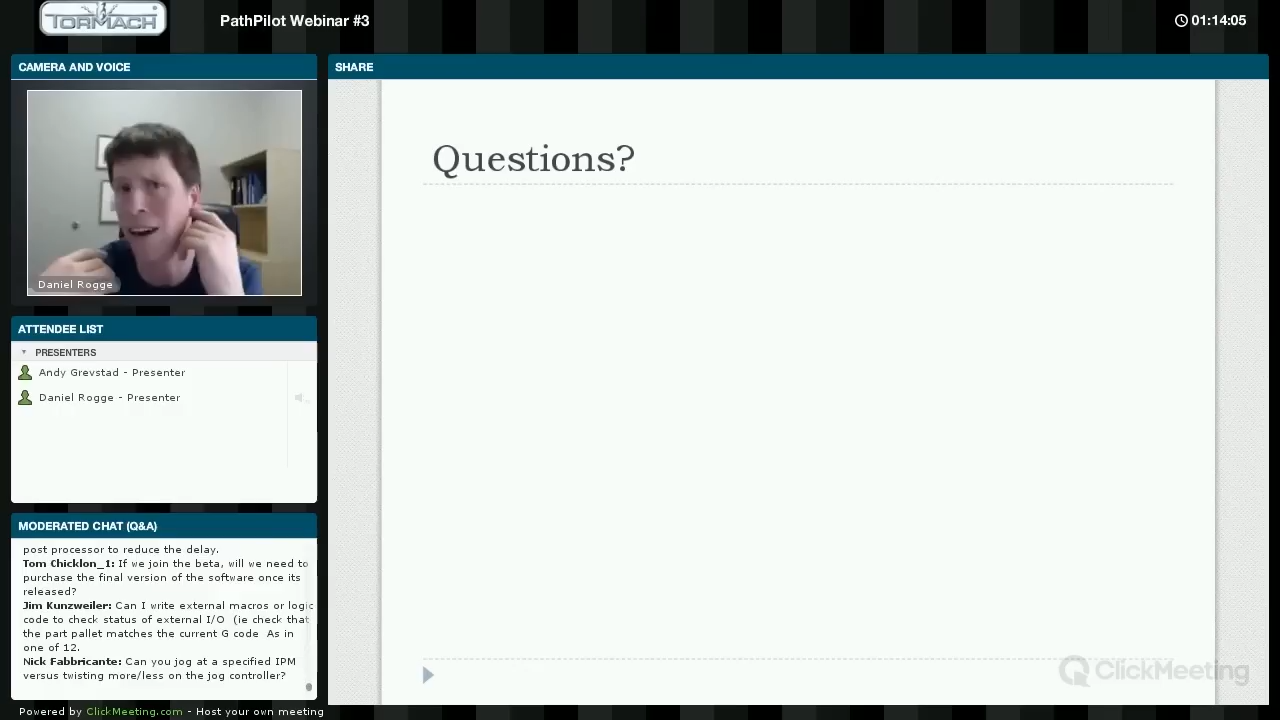 TORMACH
PathPilot Webinar #3
01:14:05
CAMERA AND VOICE
Daniel Rogge
ATTENDEE LIST
PRESENTERS
Andy Grevstad - Presenter
Daniel Rogge - Presenter
MODERATED CHAT (Q&A)
post processor to reduce the delay.
Tom Chicklon_1: If we join the beta, will we need to
purchase the final version of the software once its
released?
Jim Kunzweiler: Can I write external macros or logic
code to check status of external I/O (ie check that
the part pallet matches the current G code As in
one of 12.
Nick Fabbricante: Can you jog at a specified IPM
versus twisting more/less on the jog controller?
Powered by ClickMeeting.com - Host your own meeting
SHARE
Questions?
ClickMeeting